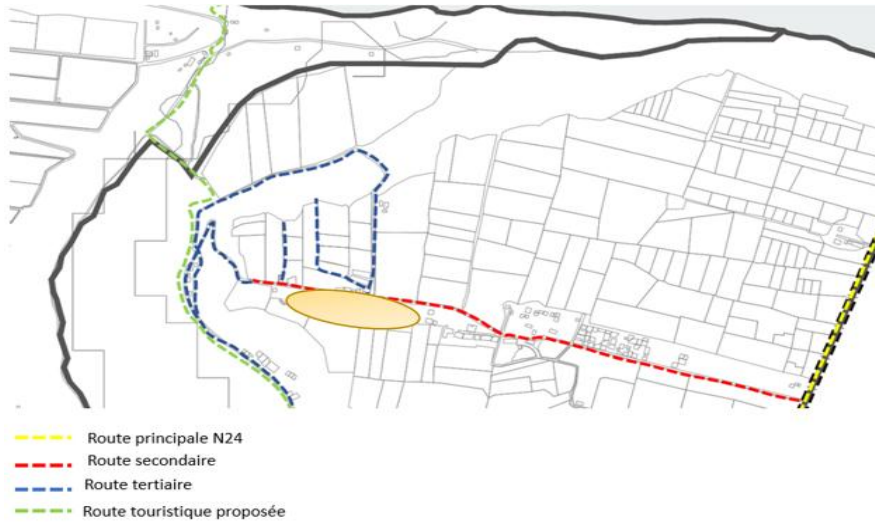 Route principale N24
Route secondaire
Route tertiaire
Route touristique proposée